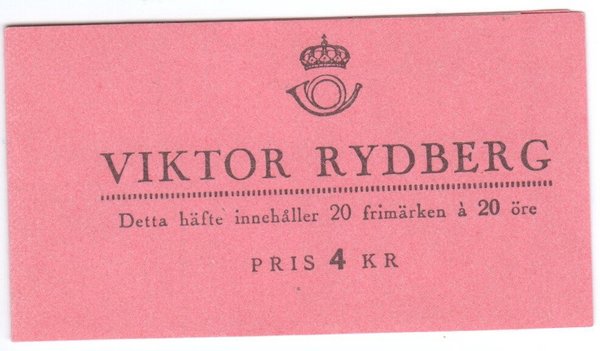 VIKTOR RYDBERG
Detta häfte innehåller 20 frimärken à 20 öre
PRIS 4 KR